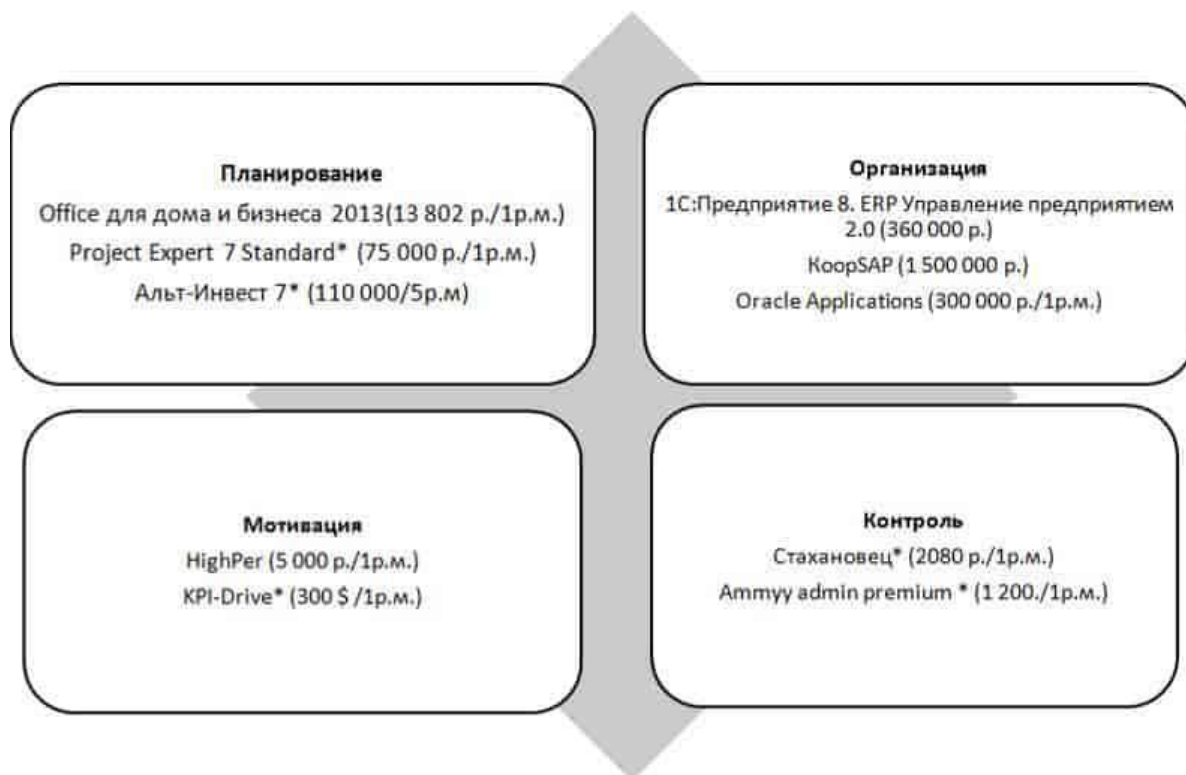 Планирование
Office для дома и бизнеса 2013(13 802 р./1р.м.)
Project Expert 7 Standard* (75 000 р./1р.м.)
Альт-Инвест 7* (110 000/5р.м)
Организация
1С:Предприятие 8. ERP Управление предприятием
2.0 (360 000 р.)
KoopSAP (1 500 000 р.)
Oracle Applications (300 000 р./1р.м.)
Мотивация
HighPer (5 000 р./1р.м.)
KPI-Drive* (300 $ /1р.м.)
Контроль
Стахановец* (2080 р./1р.м.)
Ammyy admin premium * (1 200./1р.м.)